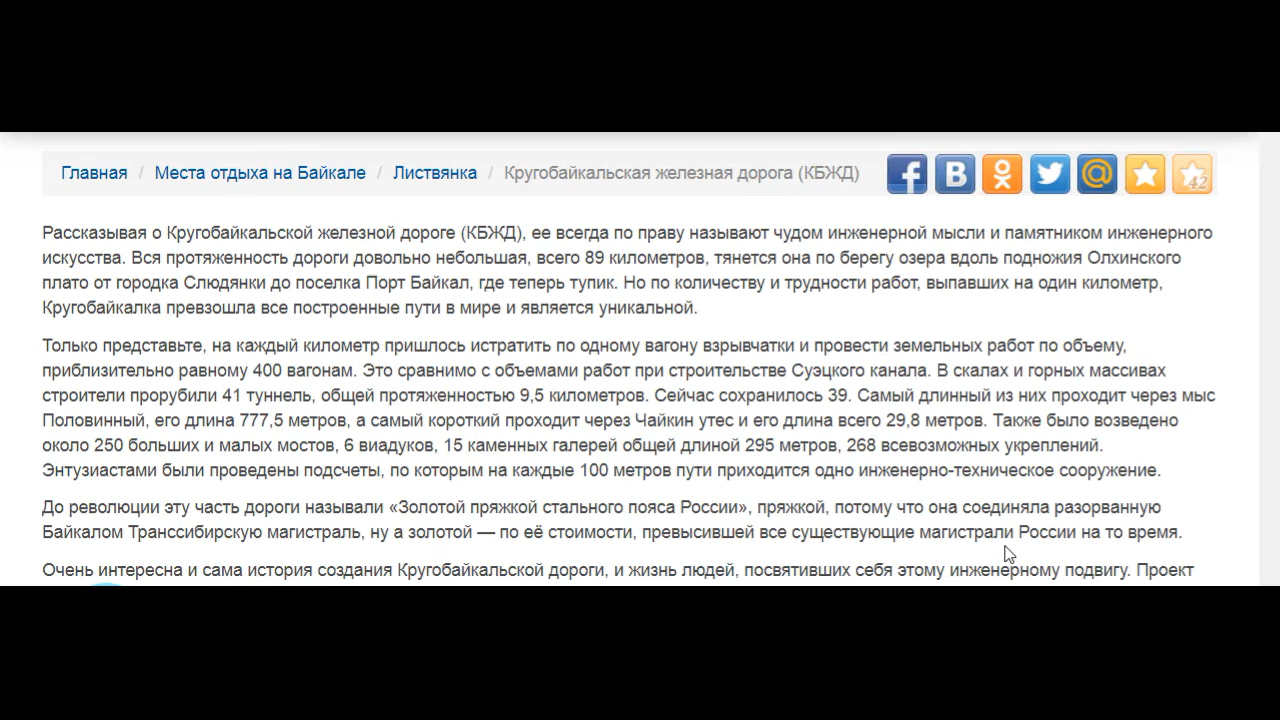 Главная / Места отдыха на Байкале / Листвянка / Кругобайкальская железная дорога (КБЖД)
42
Рассказывая о Кругобайкальской железной дороге (КБЖД), ее всегда по праву называют чудом инженерной мысли и памятником инженерного
искусства. Вся протяженность дороги довольно небольшая, всего 89 километров, тянется она по берегу озера вдоль подножия Олхинского
плато от городка Слюдянки до поселка Порт Байкал, где теперь тупик. Но по количеству и трудности работ, выпавших на один километр,
Кругобайкалка превзошла все построенные пути в мире и является уникальной.
Только представьте, на каждый километр пришлось истратить по одному вагону взрывчатки и провести земельных работ по объему,
приблизительно равному 400 вагонам. Это сравнимо с объемами работ при строительстве Суэцкого канала. В скалах и горных массивах
строители прорубили 41 туннель, общей протяженностью 9,5 километров. Сейчас сохранилось 39. Самый длинный из них проходит через мыс
Половинный, его длина 777,5 метров, а самый короткий проходит через Чайкин утес и его длина всего 29,8 метров. Также было возведено
около 250 больших и малых мостов, 6 виадуков, 15 каменных галерей общей длиной 295 метров, 268 всевозможных укреплений.
Энтузиастами были проведены подсчеты, по которым на каждые 100 метров пути приходится одно инженерно-техническое сооружение.
До революции эту часть дороги называли «Золотой пряжкой стального пояса России», пряжкой, потому что она соединяла разорванную
Байкалом Транссибирскую магистраль, ну а золотой — по её стоимости, превысившей все существующие магистрали России на то время.
Очень интересна и сама история создания Кругобайкальской дороги, и жизнь людей, посвятивших себя этому инженерному подвигу. Проект